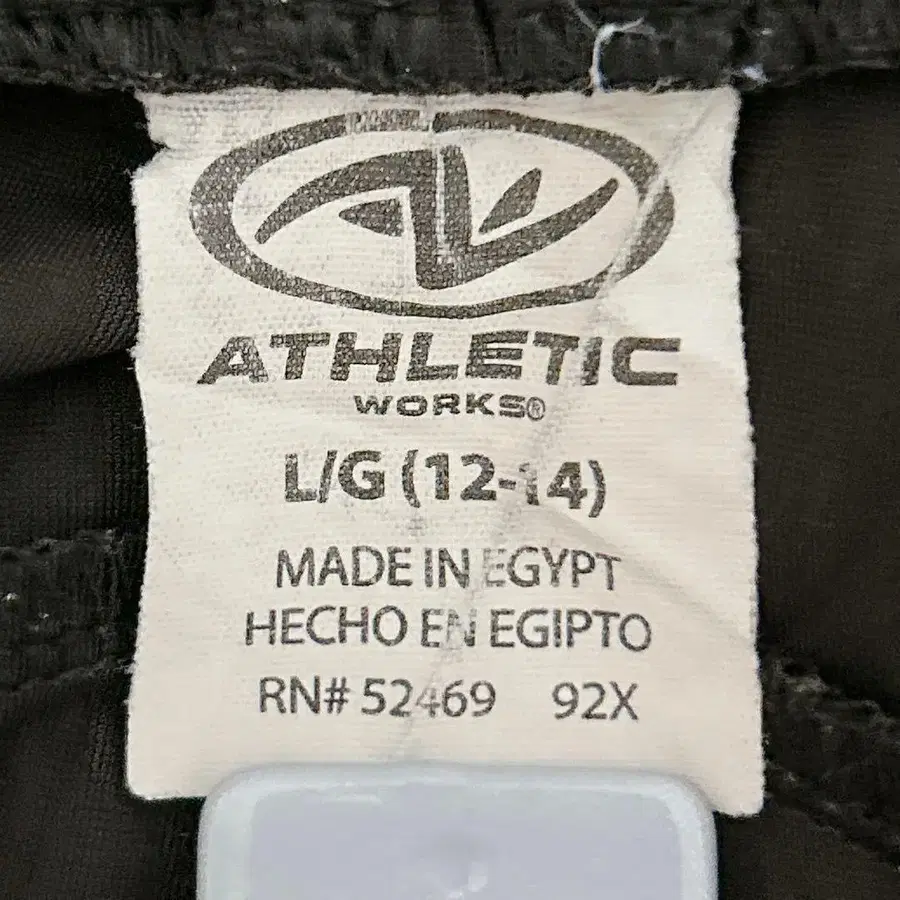 ATHLETIC
WORKS®
L/G (12-14)
MADE IN EGYPT
HECHO EN EGIPTO
RN# 52469 92X